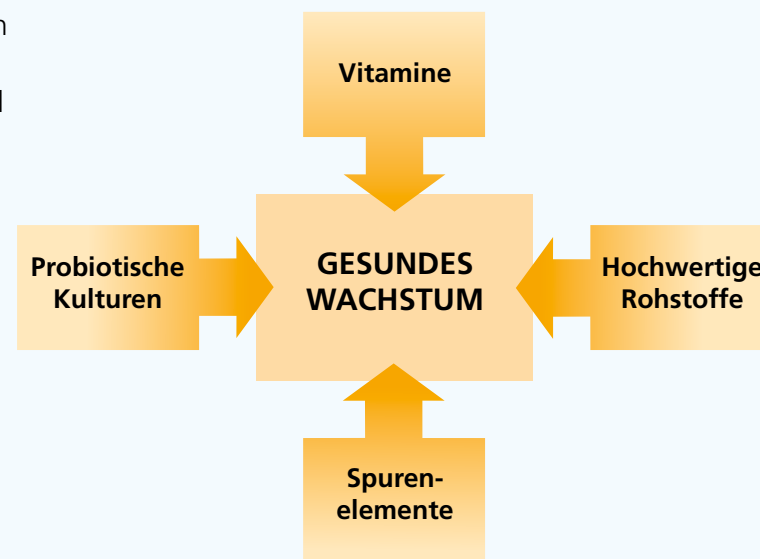 n
l
Vitamine
Probiotische
Kulturen
GESUNDES
WACHSTUM
Hochwertige
Rohstoffe
Spuren-
elemente